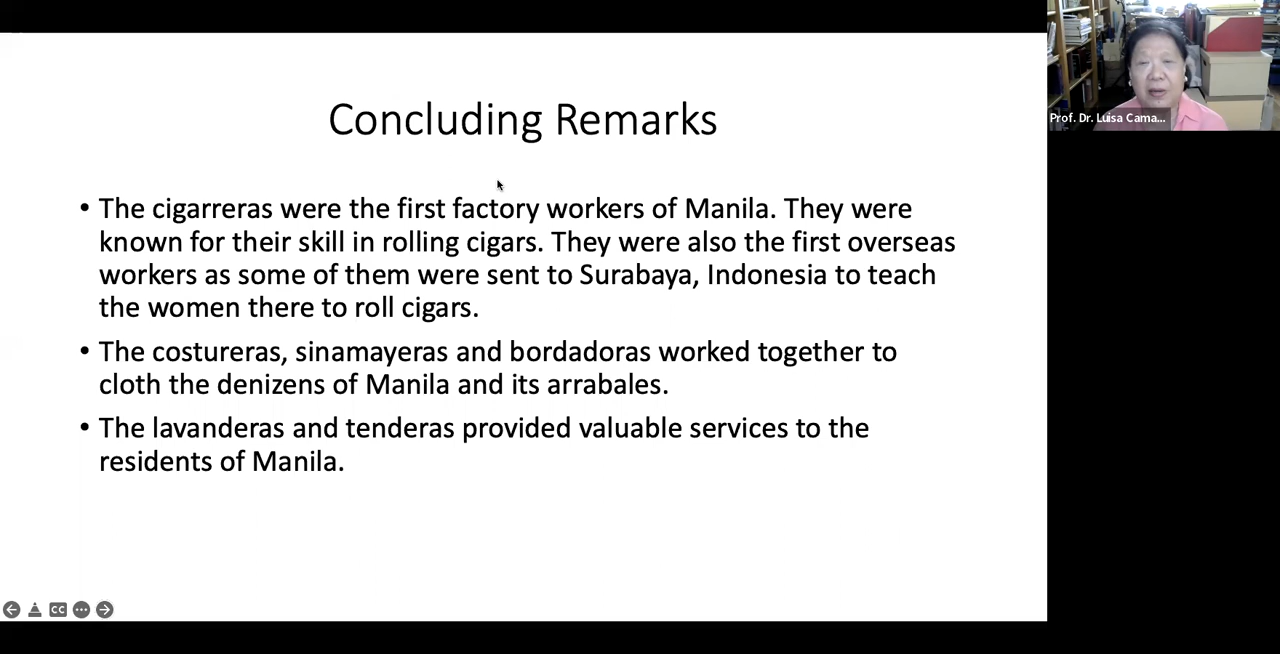 Concluding Remarks
• The cigarreras were the first factory workers of Manila. They were
known for their skill in rolling cigars. They were also the first overseas
workers as some of them were sent to Surabaya, Indonesia to teach
the women there to roll cigars.
• The costureras, sinamayeras and bordadoras worked together to
cloth the denizens of Manila and its arrabales.
• The lavanderas and tenderas provided valuable services to the
residents of Manila.
Prof. Dr. Luisa Cama...
CC